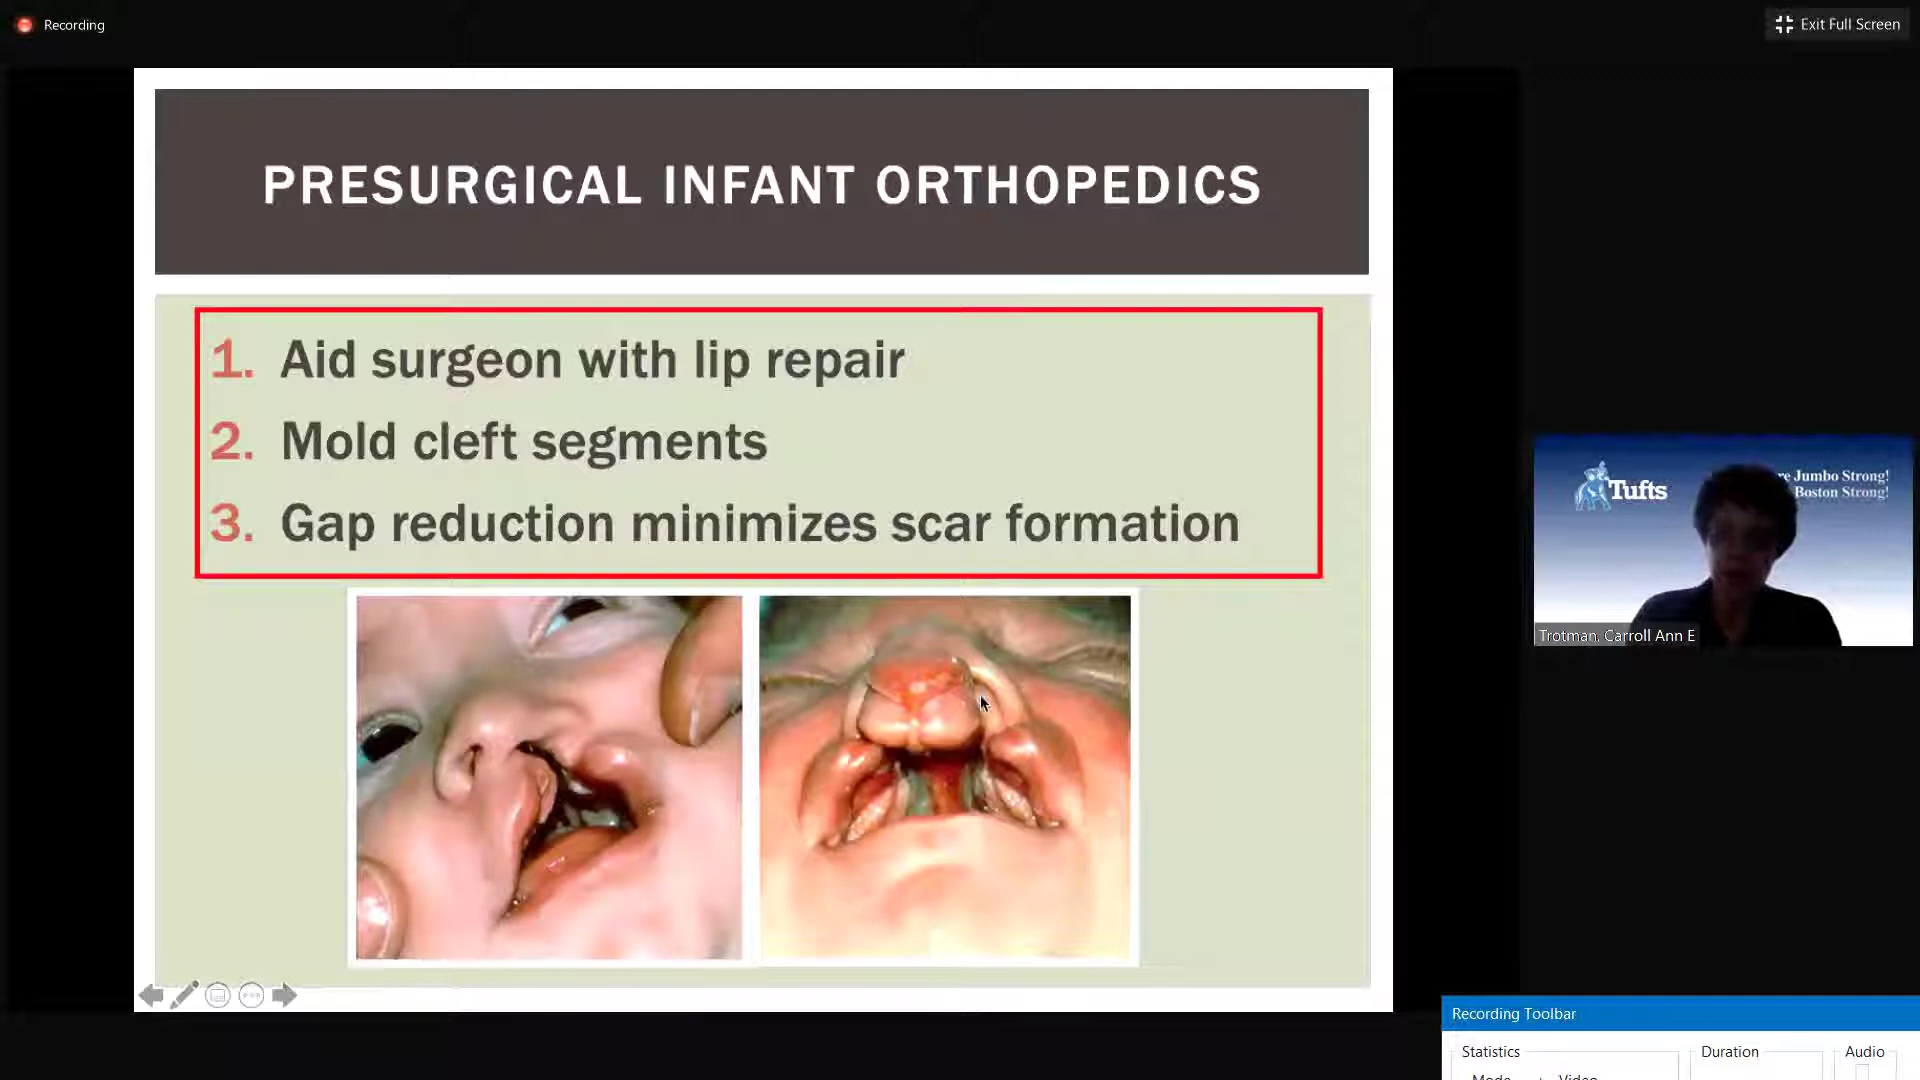 Recording
Exit Full Screen
PRESURGICAL INFANT ORTHOPEDICS
1. Aid surgeon with lip repair
2. Mold cleft segments
3. Gap reduction minimizes scar formation
Tufts
re Jumbo Strong!
Boston Strong!
Trotman, Carroll Ann E
Recording Toolbar
Statistics
Duration
Audio